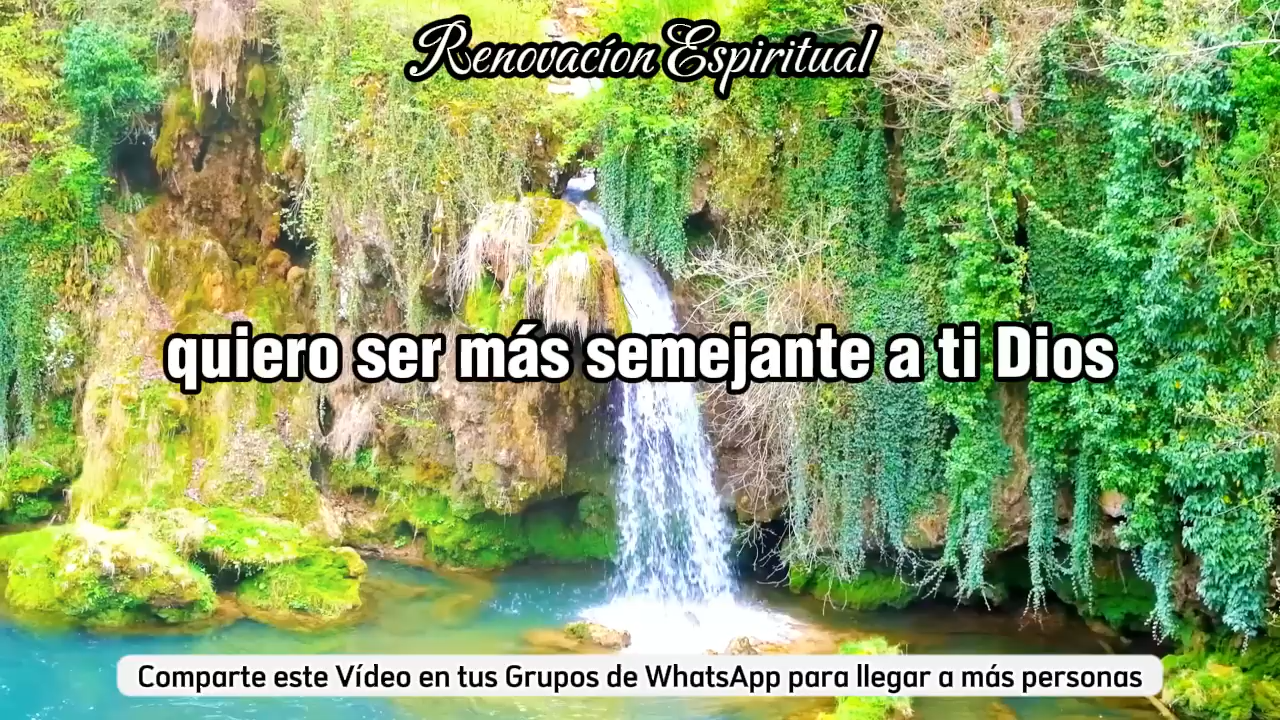 Renovacíon Espiritual
quiero ser más semejante a ti Dios
Comparte este Vídeo en tus Grupos de WhatsApp para llegar a más personas